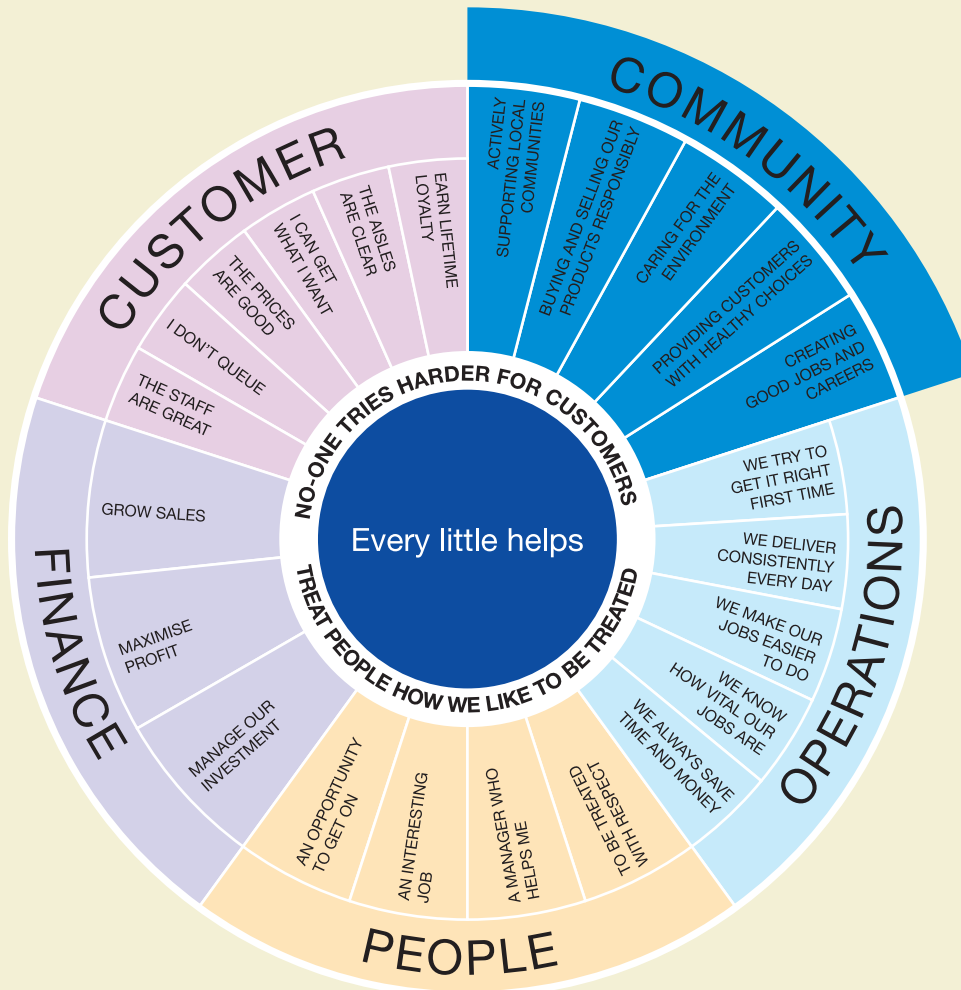 COMMUNITY
ACTIVELY
SUPPORTING LOCAL
COMMUNITIES
BUYING AND SELLING OUR
PRODUCTS RESPONSIBLY
CARING FOR THE
ENVIRONMENT
PROVIDING CUSTOMERS
WITH HEALTHY CHOICES
CREATING
GOOD JOBS AND
CAREERS
OPERATIONS
WE TRY TO
GET IT RIGHT
FIRST TIME
WE DELIVER
CONSISTENTLY
EVERY DAY
WE MAKE OUR
JOBS EASIER
TO DO
WE KNOW
HOW VITAL OUR
JOBS ARE
WE ALWAYS SAVE
TIME AND MONEY
PEOPLE
TO BE TREATED
WITH RESPECT
A MANAGER WHO
HELPS ME
AN INTERESTING
JOB
AN OPPORTUNITY
TO GET ON
FINANCE
MANAGE OUR
INVESTMENT
MAXIMISE
PROFIT
GROW SALES
CUSTOMER
THE STAFF
ARE GREAT
I DON'T QUEUE
THE PRICES
ARE GOOD
I CAN GET
WHAT I WANT
THE AISLES
ARE CLEAR
EARN LIFETIME
LOYALTY
NO-ONE TRIES HARDER FOR CUSTOMERS
Every little helps
TREAT PEOPLE HOW WE LIKE TO BE TREATED